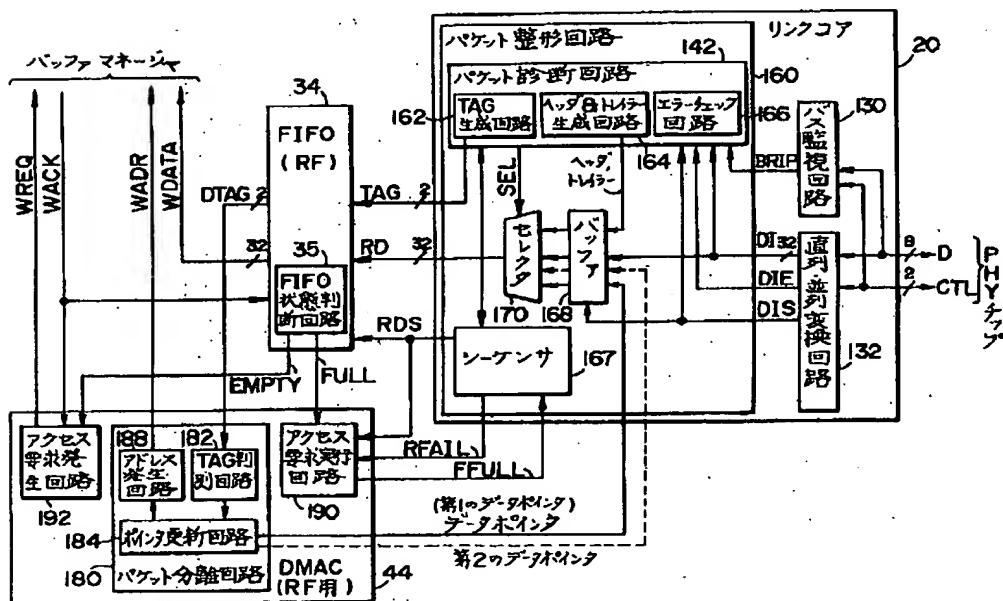 バッファ マネージャ
WREQ
WACK
WADR
WDATA
34
FIFO
(RF)
DTAG 2
32
35
FIFO
状態判
断回路
EMPTY
FULL
TAG 2
RD 32
RDS
リンクコア
20
パケット整形回路
142
160
パケット診断回路
162
TAG
生成回路
ヘッダ&トレイラー
生成回路
164
エラーチェック
回路
166
SEL
ヘッダ,
トレイラー
セレクタ
170
バッファ
168
シーケンサ
167
BRIP
バス監視回路
130
DI 32
DIE
DIS
直列・並列変換回路
132
8
D
2
CTL
PHYチップ
RFAIL
FFULL
アクセス
要求発
生回路
192
188
アドレス
発生
回路
182
TAG判
別回路
184
ポインタ更新回路
180
パケット分離回路
アクセス
要求実行
回路
190
DMAC
(RF用)
44
(第1のデータポインタ)
データポインタ
第2のデータポインタ